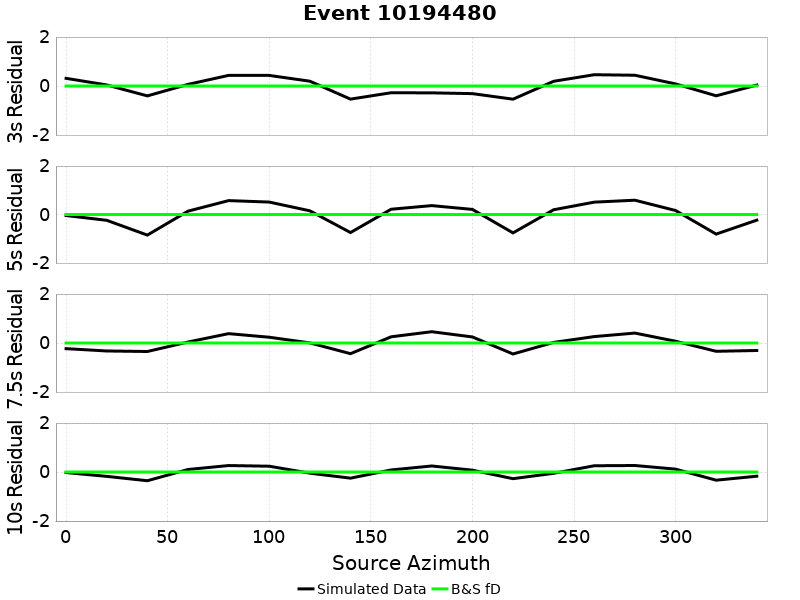 Event 10194480
3s Residual
2
0
-2
5s Residual
2
0
-2
7.5s Residual
2
0
-2
10s Residual
2
0
-2
0 50 100 150 200 250 300
Source Azimuth
Simulated Data B&S fD